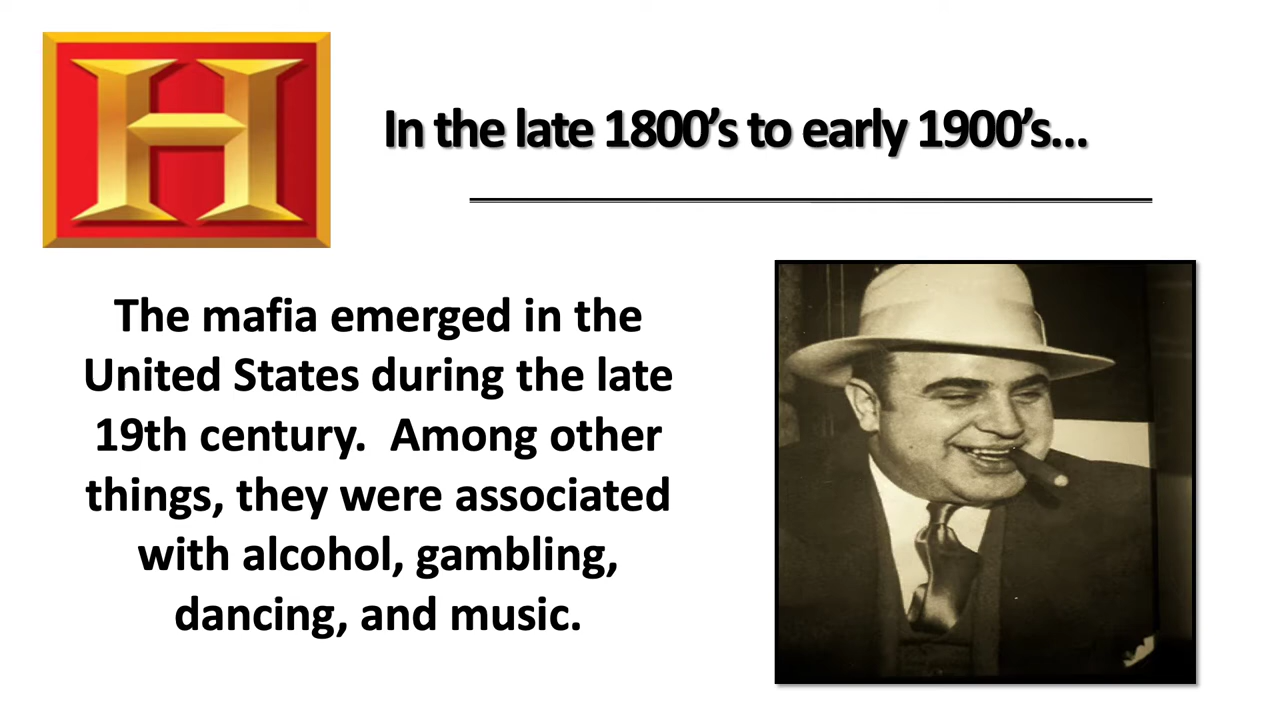 H
In the late 1800’s to early 1900’s...
The mafia emerged in the
United States during the late
19th century.  Among other
things, they were associated
with alcohol, gambling,
dancing, and music.